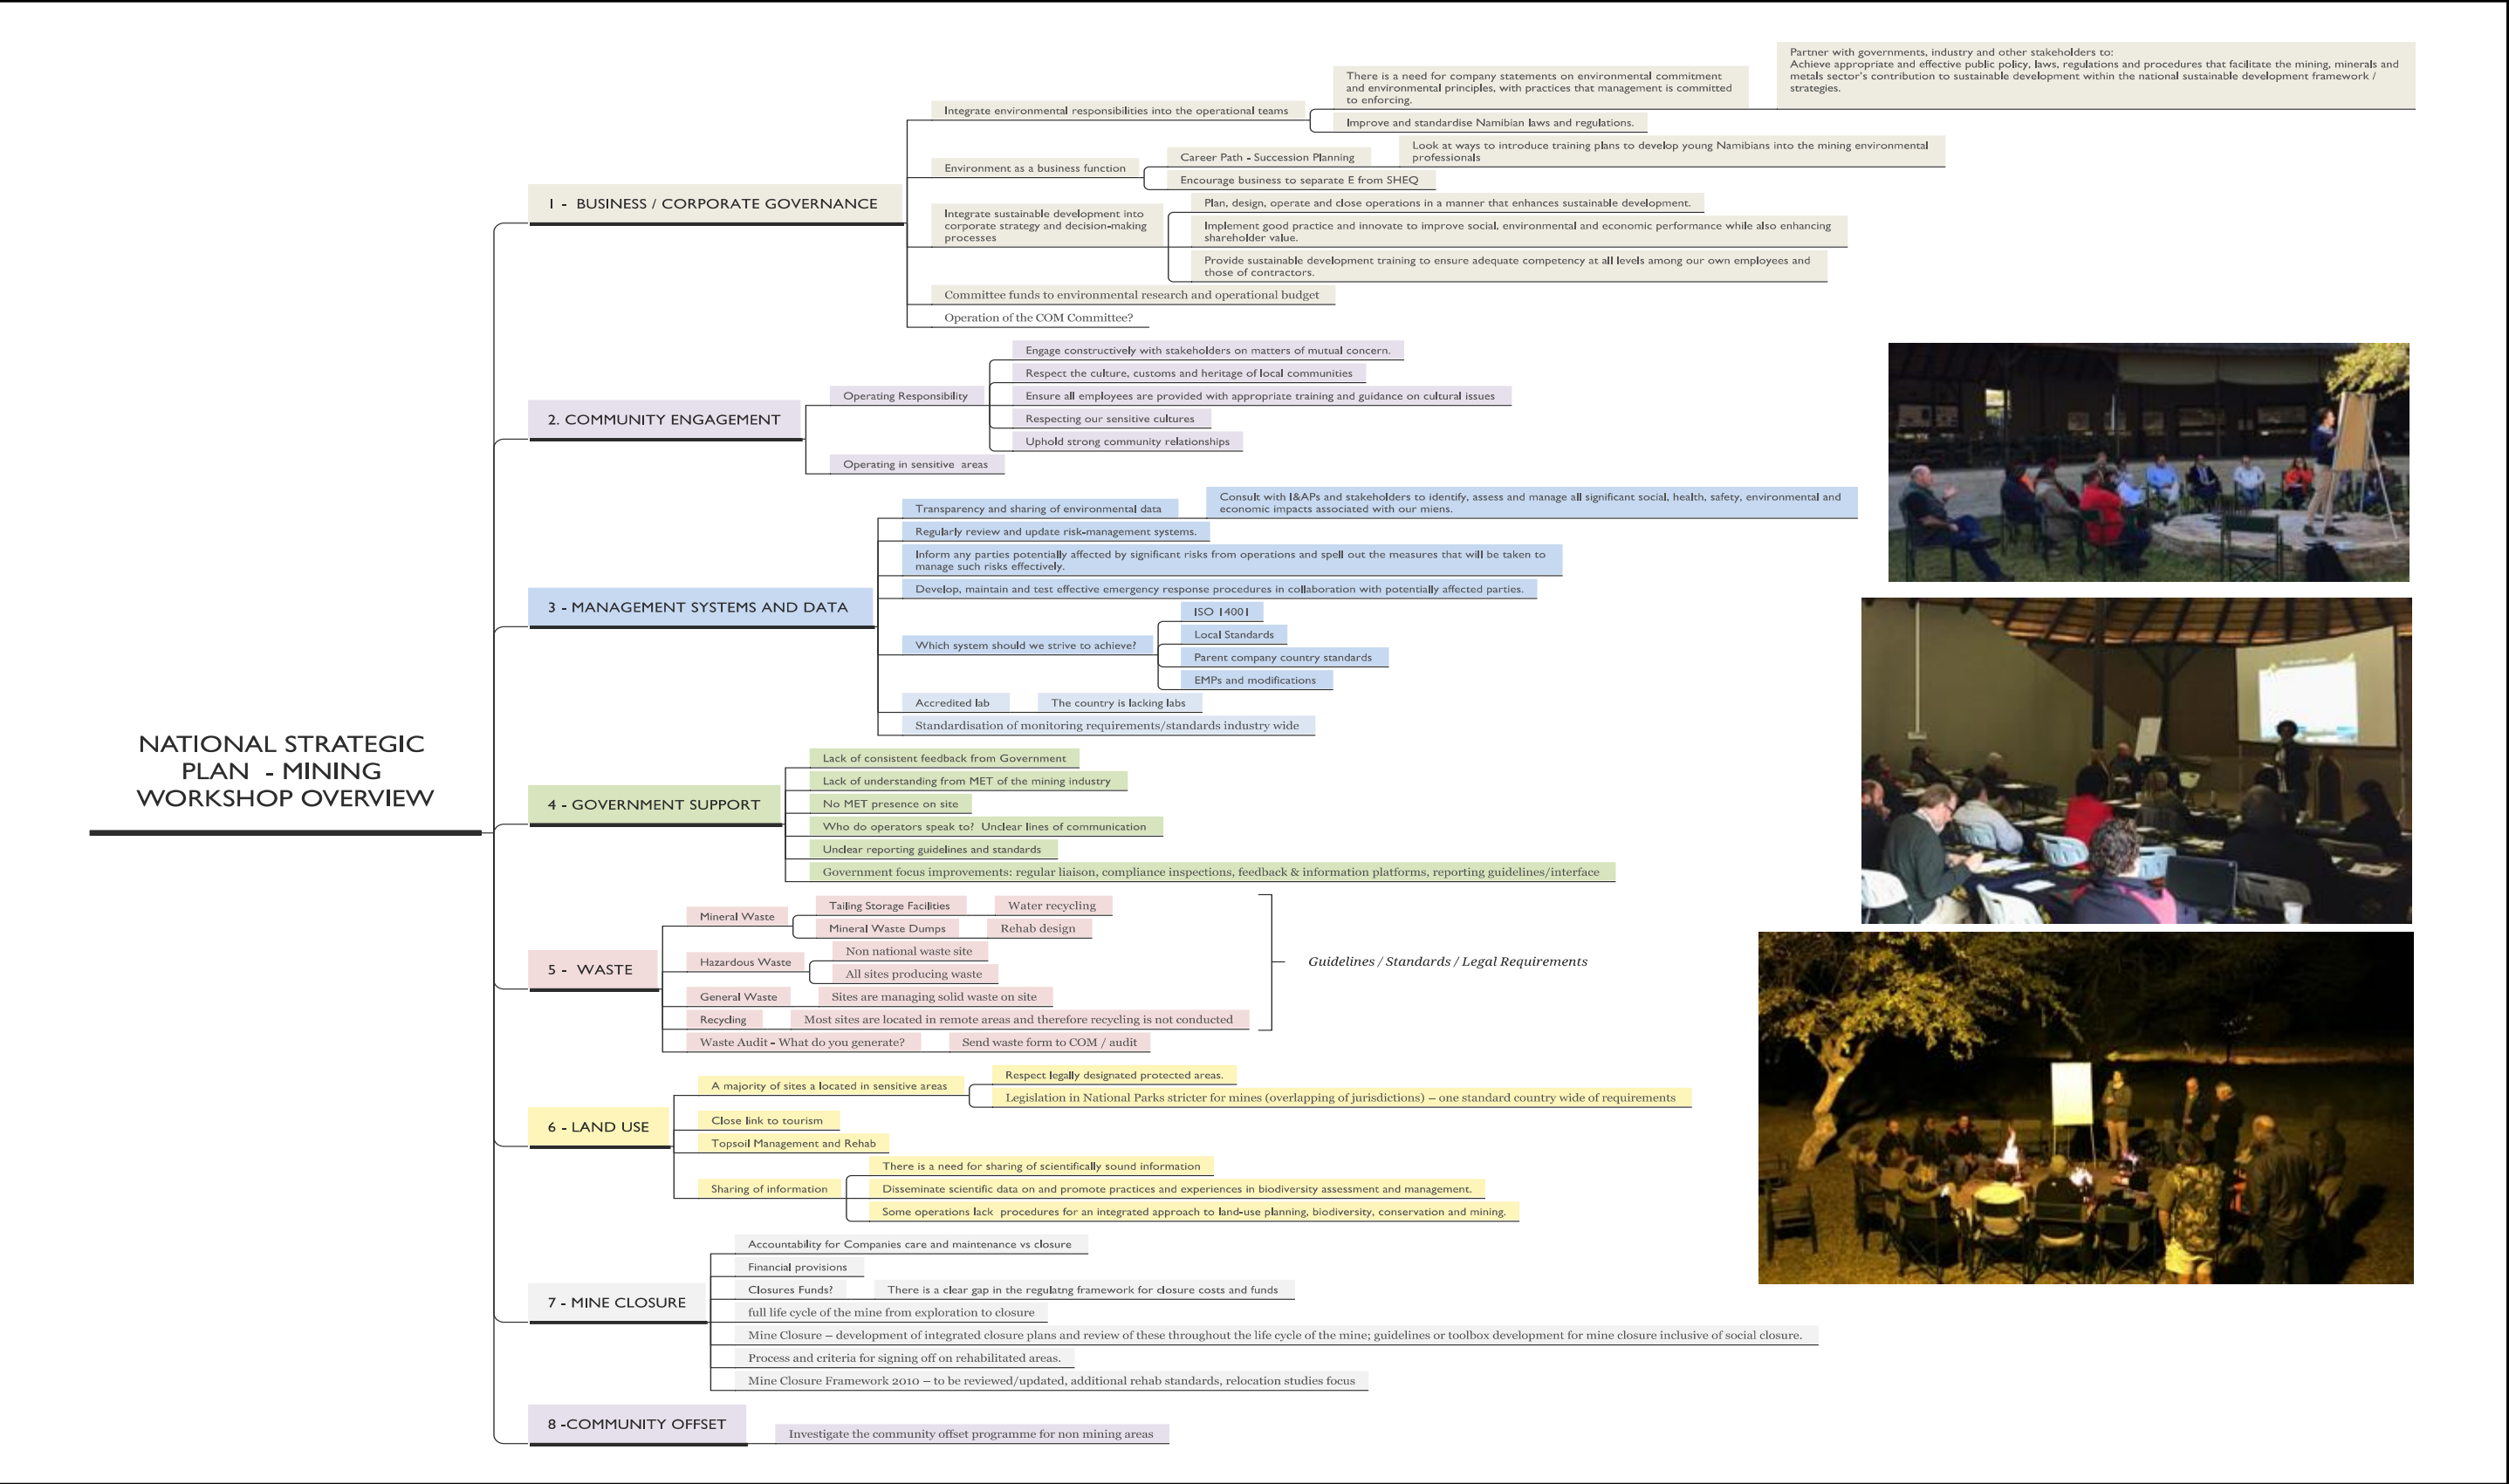 NATIONAL STRATEGIC
PLAN - MINING
WORKSHOP OVERVIEW
1 - BUSINESS / CORPORATE GOVERNANCE
Integrate environmental responsibilities into the operational teams
There is a need for company statements on environmental commitment
and environmental principles, with practices that management is committed
to enforcing.
Partner with governments, industry and other stakeholders to:
Achieve appropriate and effective public policy, laws, regulations and procedures that facilitate the mining, minerals and
metals sector's contribution to sustainable development within the national sustainable development framework /
strategies.
Improve and standardise Namibian laws and regulations.
Environment as a business function
Career Path - Succession Planning
Look at ways to introduce training plans to develop young Namibians into the mining environmental
professionals
Encourage business to separate E from SHEQ
Integrate sustainable development into
corporate strategy and decision-making
processes
Plan, design, operate and close operations in a manner that enhances sustainable development.
Implement good practice and innovate to improve social, environmental and economic performance while also enhancing
shareholder value.
Provide sustainable development training to ensure adequate competency at all levels among our own employees and
those of contractors.
Committee funds to environmental research and operational budget
Operation of the COM Committee?
2. COMMUNITY ENGAGEMENT
Operating Responsibility
Engage constructively with stakeholders on matters of mutual concern.
Respect the culture, customs and heritage of local communities
Ensure all employees are provided with appropriate training and guidance on cultural issues
Respecting our sensitive cultures
Uphold strong community relationships
Operating in sensitive areas
3 - MANAGEMENT SYSTEMS AND DATA
Transparency and sharing of environmental data
Consult with I&APs and stakeholders to identify, assess and manage all significant social, health, safety, environmental and
economic impacts associated with our miens.
Regularly review and update risk-management systems.
Inform any parties potentially affected by significant risks from operations and spell out the measures that will be taken to
manage such risks effectively.
Develop, maintain and test effective emergency response procedures in collaboration with potentially affected parties.
Which system should we strive to achieve?
ISO 14001
Local Standards
Parent company country standards
EMPs and modifications
Accredited lab
The country is lacking labs
Standardisation of monitoring requirements/standards industry wide
4 - GOVERNMENT SUPPORT
Lack of consistent feedback from Government
Lack of understanding from MET of the mining industry
No MET presence on site
Who do operators speak to? Unclear lines of communication
Unclear reporting guidelines and standards
Government focus improvements: regular liaison, compliance inspections, feedback & information platforms, reporting guidelines/interface
5 - WASTE
Mineral Waste
Tailing Storage Facilities
Water recycling
Mineral Waste Dumps
Rehab design
Hazardous Waste
Non national waste site
All sites producing waste
General Waste
Sites are managing solid waste on site
Recycling
Most sites are located in remote areas and therefore recycling is not conducted
Waste Audit - What do you generate?
Send waste form to COM / audit
Guidelines / Standards / Legal Requirements
6 - LAND USE
A majority of sites a located in sensitive areas
Respect legally designated protected areas.
Legislation in National Parks stricter for mines (overlapping of jurisdictions) – one standard country wide of requirements
Close link to tourism
Topsoil Management and Rehab
Sharing of information
There is a need for sharing of scientifically sound information
Disseminate scientific data on and promote practices and experiences in biodiversity assessment and management.
Some operations lack procedures for an integrated approach to land-use planning, biodiversity, conservation and mining.
7 - MINE CLOSURE
Accountability for Companies care and maintenance vs closure
Financial provisions
Closures Funds?
There is a clear gap in the regulatng framework for closure costs and funds
full life cycle of the mine from exploration to closure
Mine Closure – development of integrated closure plans and review of these throughout the life cycle of the mine; guidelines or toolbox development for mine closure inclusive of social closure.
Process and criteria for signing off on rehabilitated areas.
Mine Closure Framework 2010 – to be reviewed/updated, additional rehab standards, relocation studies focus
8 -COMMUNITY OFFSET
Investigate the community offset programme for non mining areas